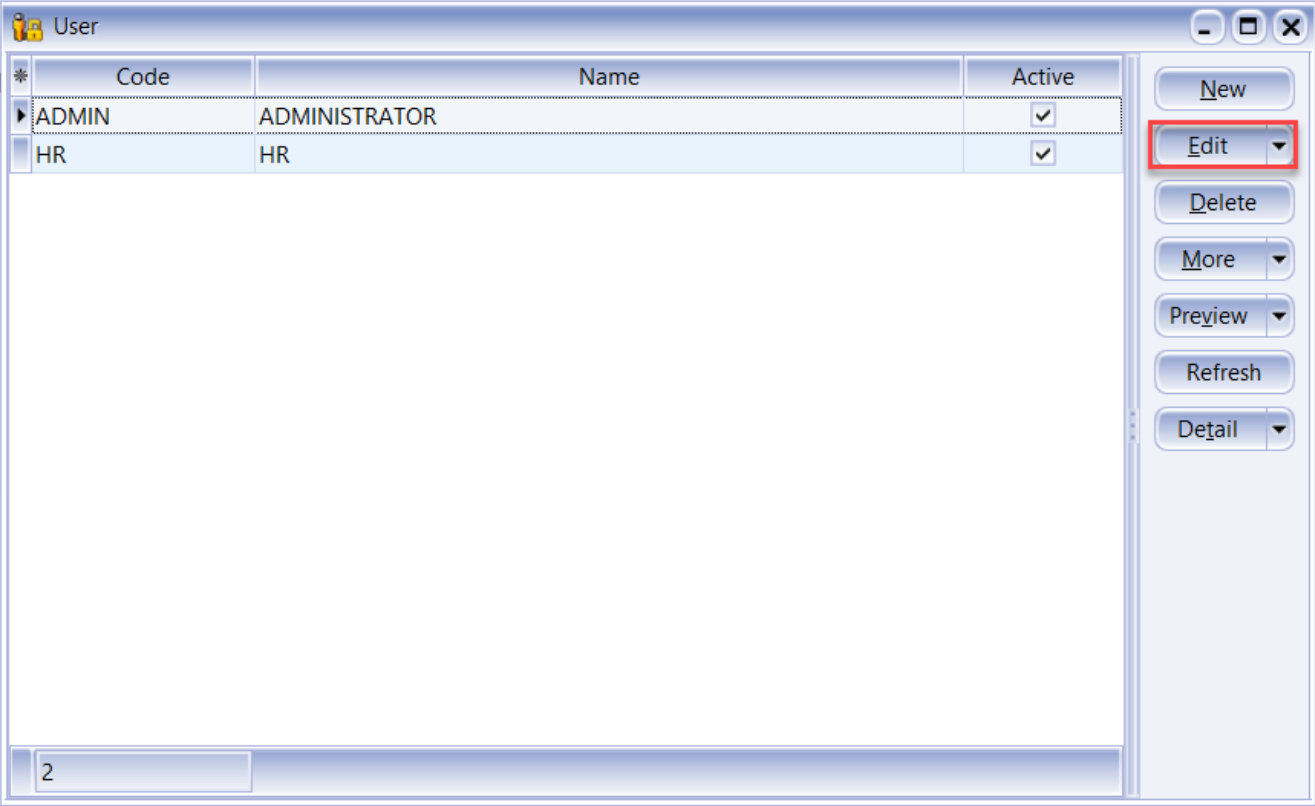 User
Code Name Active
ADMIN ADMINISTRATOR
HR HR
2
New
Edit
Delete
More
Preview
Refresh
Detail